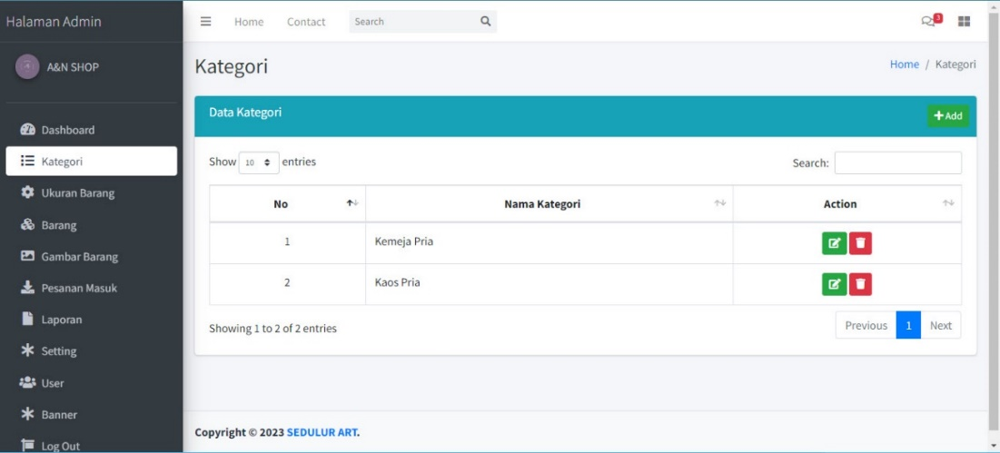 Halaman Admin
Home Contact Search
3
A&N SHOP
Dashboard
Kategori
Ukuran Barang
Barang
Gambar Barang
Pesanan Masuk
Laporan
Setting
User
Banner
Log Out
Kategori
Home / Kategori
Data Kategori
Add
Show 10 entries
Search:
No Nama Kategori Action
1 Kemeja Pria
2 Kaos Pria
Showing 1 to 2 of 2 entries
Previous 1 Next
Copyright © 2023 SEDULUR ART.